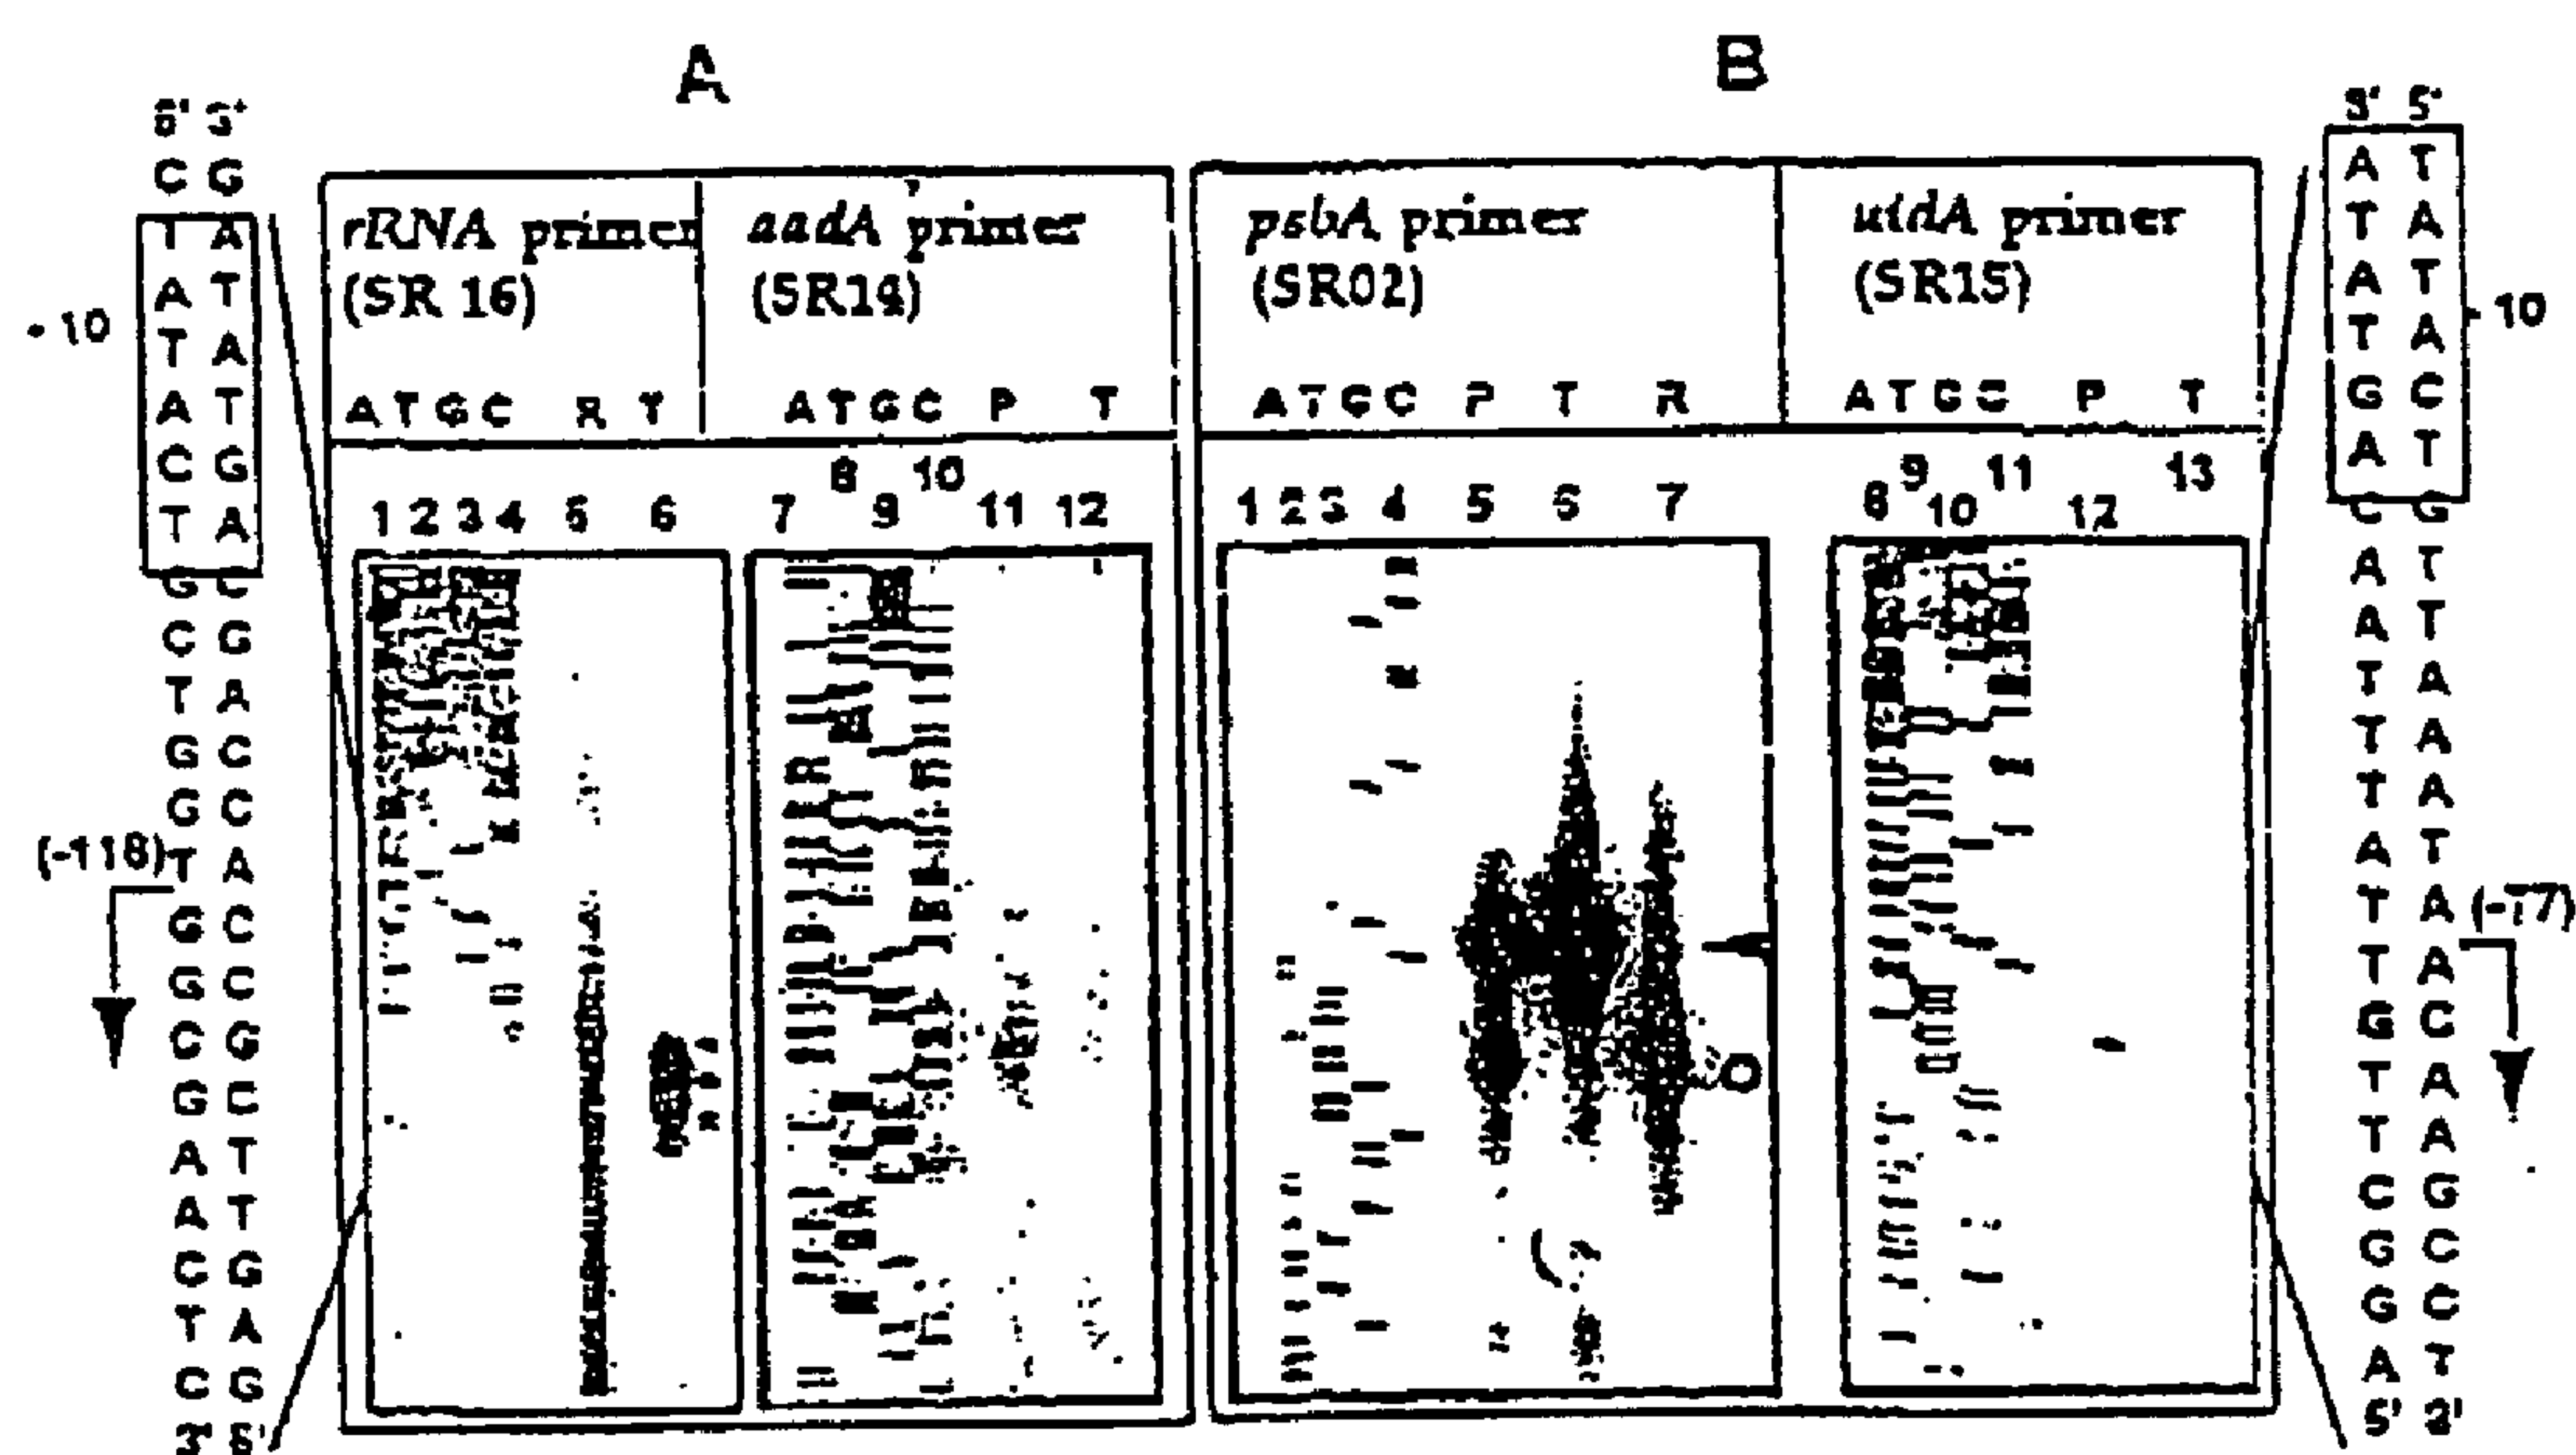 A B
rRNA primer aadA primer psbA primer uidA primer
(SR 16) (SR14) (SR02) (SR15)
A T G C R T A T G C P T A T G C P T R A T G C P T
1 2 3 4 5 6 7 8 9 10 11 12 1 2 3 4 5 6 7 8 9 10 11 12 13
5' 3'
C G
T A
A T
T A
A T
C G
T A
G C
C G
T A
G C
G C
T A
G C
G C
C G
G C
A T
A T
C G
T A
C G
3' 5'
-10
(-118)
3' 5'
A T
T A
A T
T A
G C
A T
C G
A T
A T
T A
T A
T A
A T
T A
T A
G C
T A
T A
C G
G C
G C
A T
5' 3'
- 10
(-77)